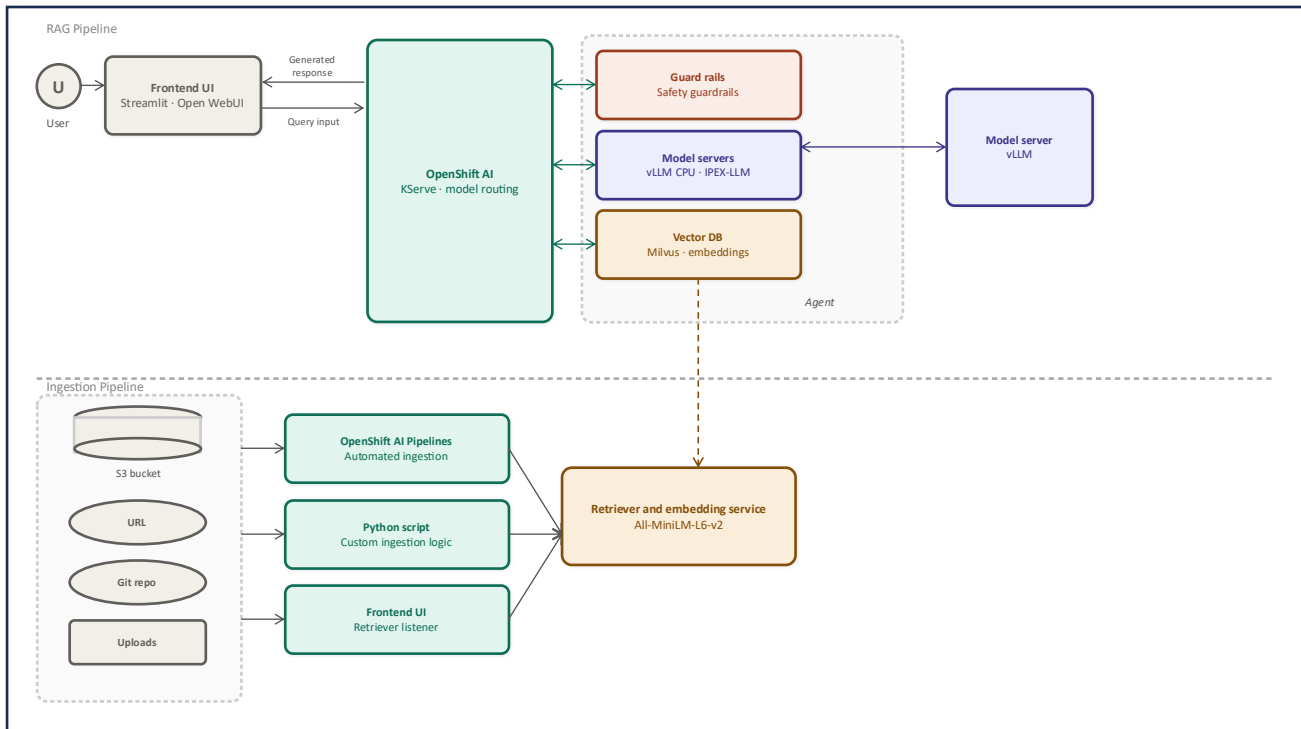 RAG Pipeline
U
User
Frontend UI
Streamlit · Open WebUI
Generated
response
Query input
OpenShift AI
KServe · model routing
Guard rails
Safety guardrails
Model servers
vLLM CPU · IPEX-LLM
Vector DB
Milvus · embeddings
Agent
Model server
vLLM
Ingestion Pipeline
S3 bucket
URL
Git repo
Uploads
OpenShift AI Pipelines
Automated ingestion
Python script
Custom ingestion logic
Frontend UI
Retriever listener
Retriever and embedding service
All-MiniLM-L6-v2